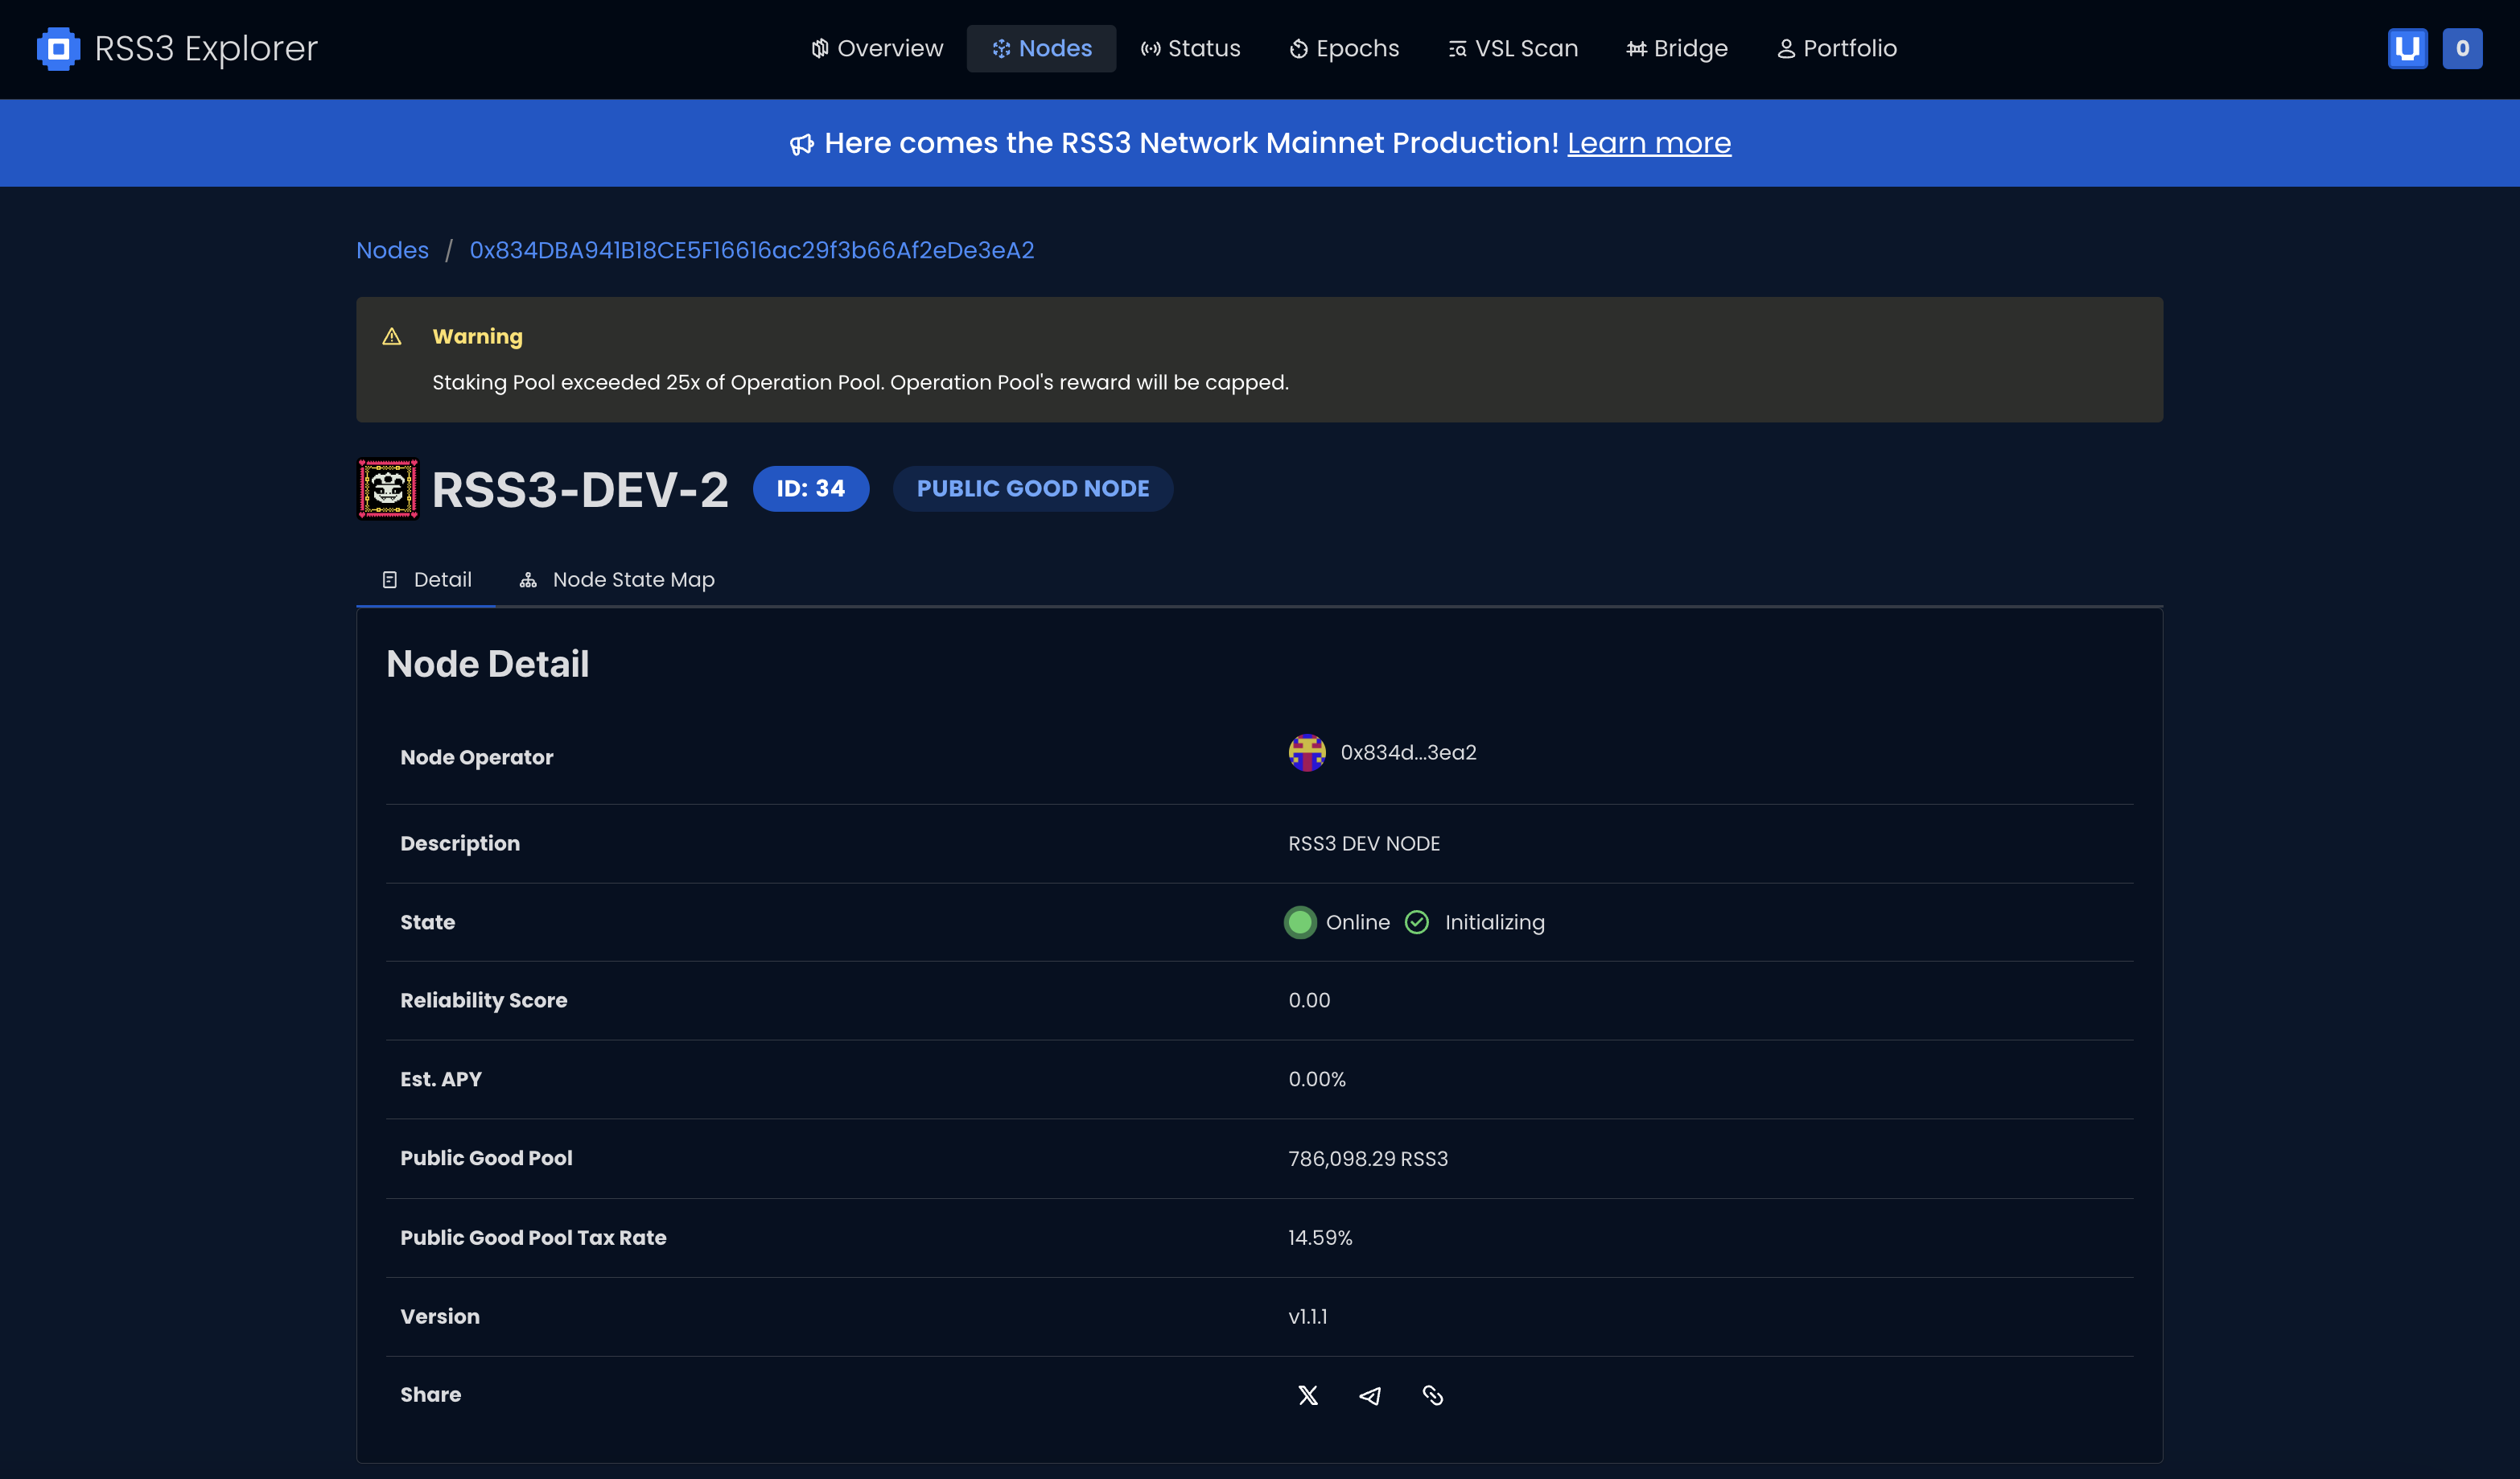 RSS3 Explorer
Overview
Nodes
Status
Epochs
VSL Scan
Bridge
Portfolio
U
0
Here comes the RSS3 Network Mainnet Production! Learn more
Nodes / 0x834DBA941B18CE5F16616ac29f3b66Af2eDe3eA2
Warning
Staking Pool exceeded 25x of Operation Pool. Operation Pool's reward will be capped.
RSS3-DEV-2 ID: 34 PUBLIC GOOD NODE
Detail Node State Map
Node Detail
Node Operator 0x834d...3ea2
Description RSS3 DEV NODE
State Online Initializing
Reliability Score 0.00
Est. APY 0.00%
Public Good Pool 786,098.29 RSS3
Public Good Pool Tax Rate 14.59%
Version v1.1.1
Share